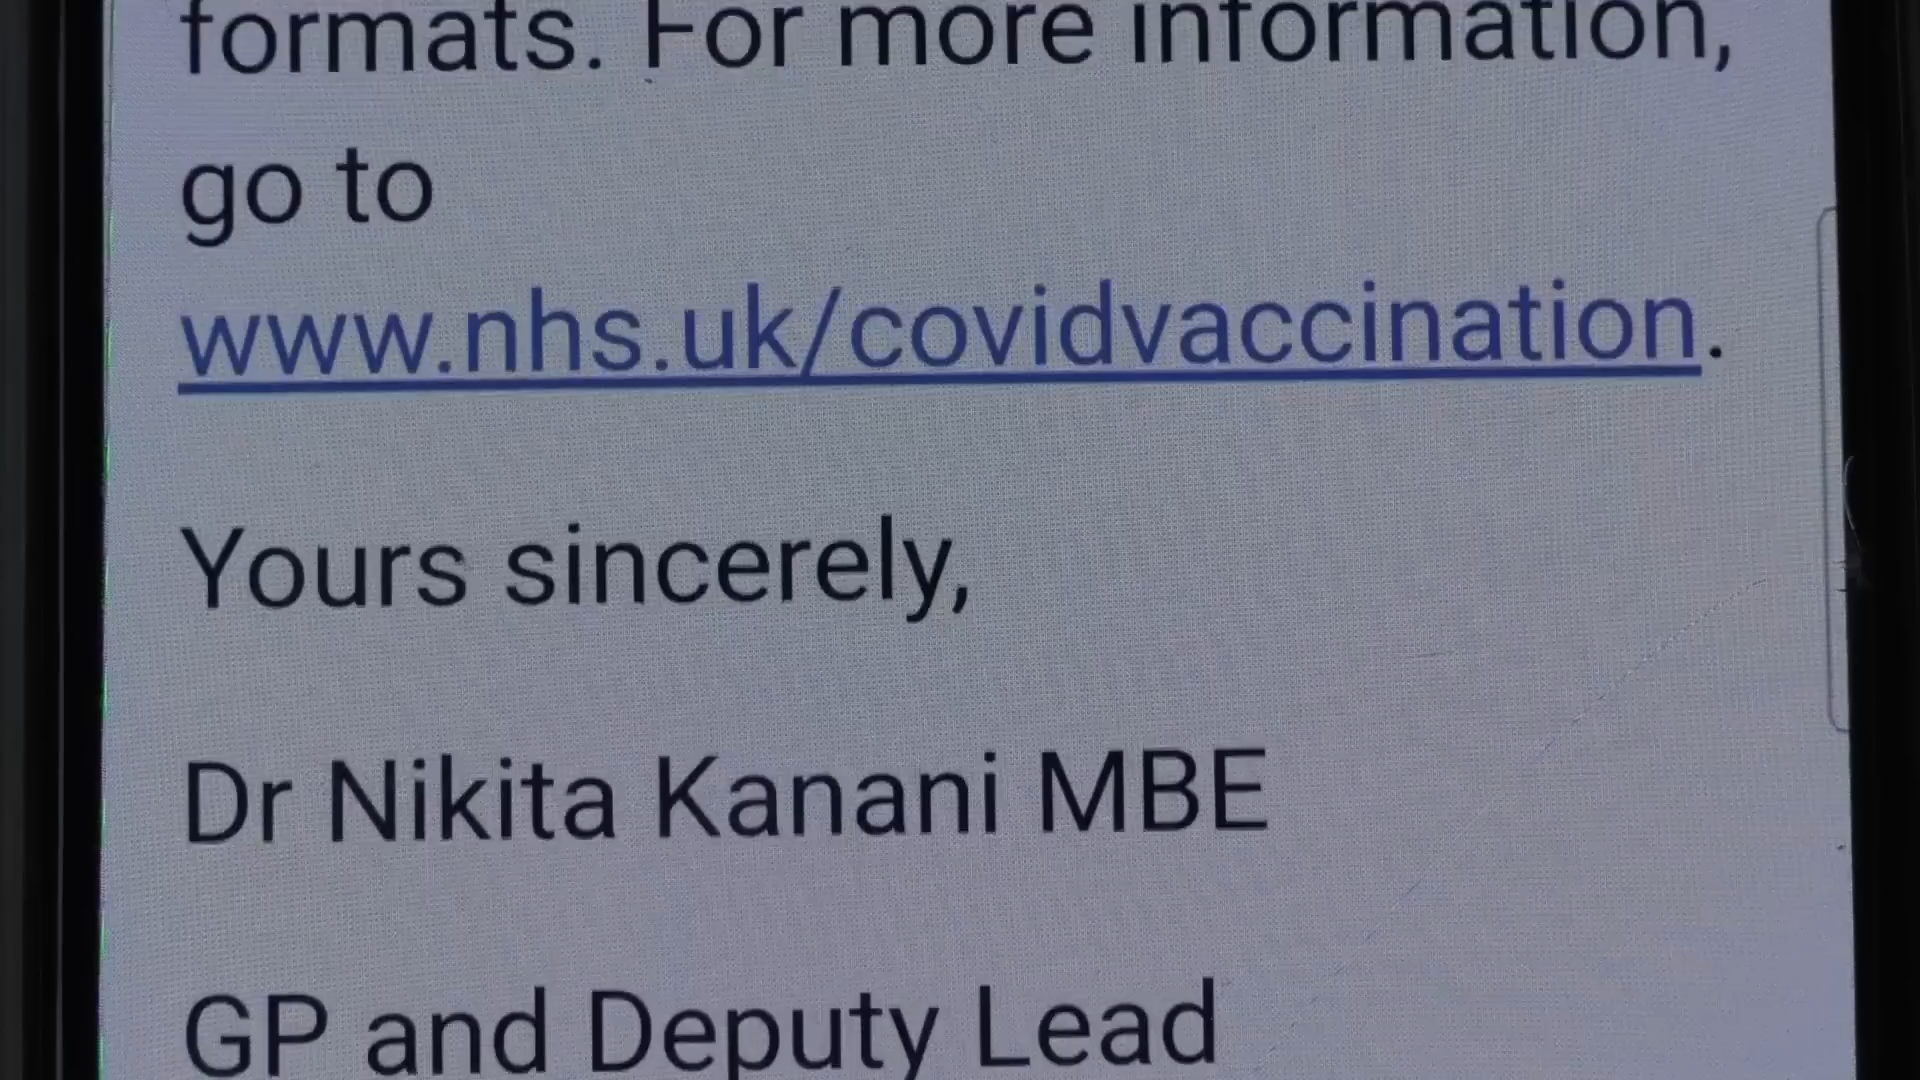 formats. For more information,
go to
www.nhs.uk/covidvaccination.
Yours sincerely,
Dr Nikita Kanani MBE
GP and Deputy Lead